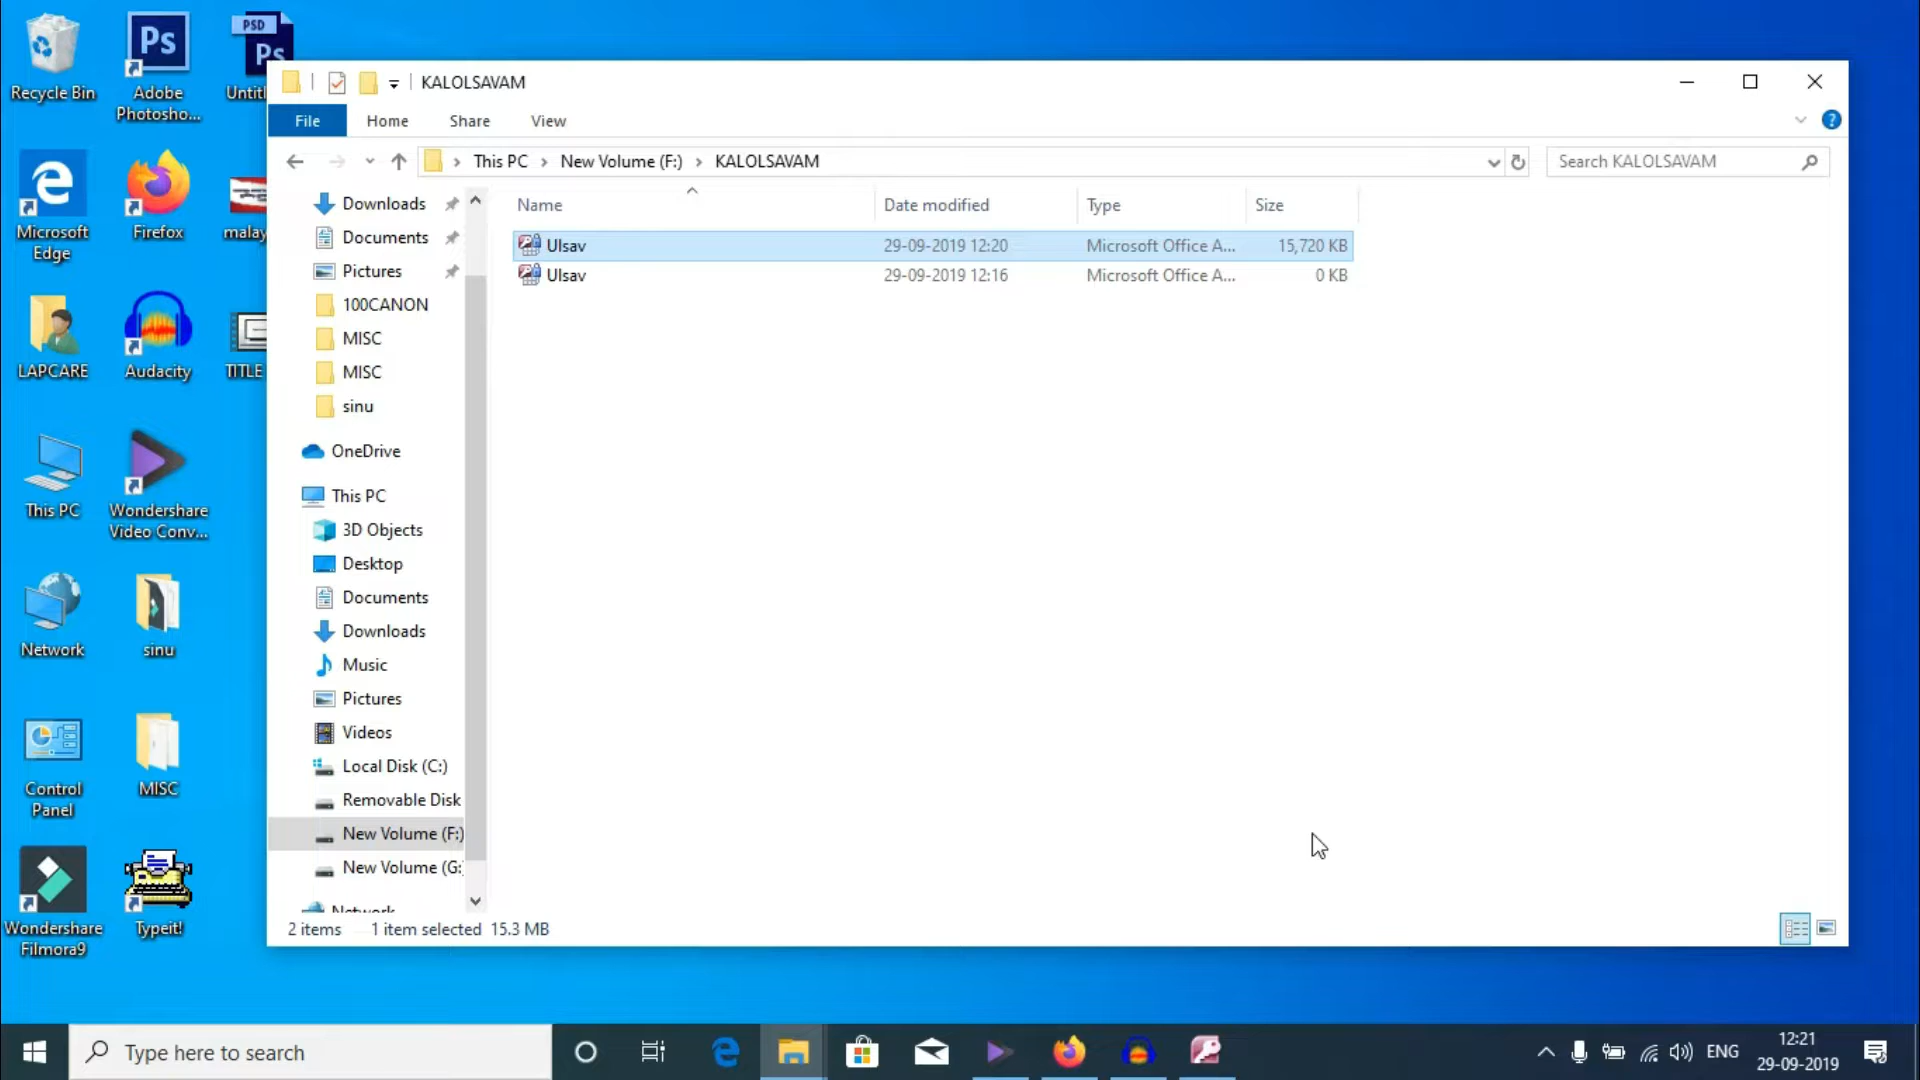 Recycle Bin
Adobe
Photosho...
PSD
Ps
Ps
Untitl
Microsoft
Edge
Firefox
malay
LAPCARE
Audacity
TITLE
This PC
Wondershare
Video Conv...
Network
sinu
Control
Panel
MISC
Wondershare
Filmora9
Typeit!
KALOLSAVAM
File
Home
Share
View
This PC > New Volume (F:) > KALOLSAVAM
Search KALOLSAVAM
Downloads
Documents
Pictures
100CANON
MISC
MISC
sinu
OneDrive
This PC
3D Objects
Desktop
Documents
Downloads
Music
Pictures
Videos
Local Disk (C:)
Removable Disk
New Volume (F:)
New Volume (G:
Network
Name Date modified Type Size
Ulsav 29-09-2019 12:20 Microsoft Office A... 15,720 KB
Ulsav 29-09-2019 12:16 Microsoft Office A... 0 KB
2 items 1 item selected 15.3 MB
Type here to search
ENG
12:21
29-09-2019